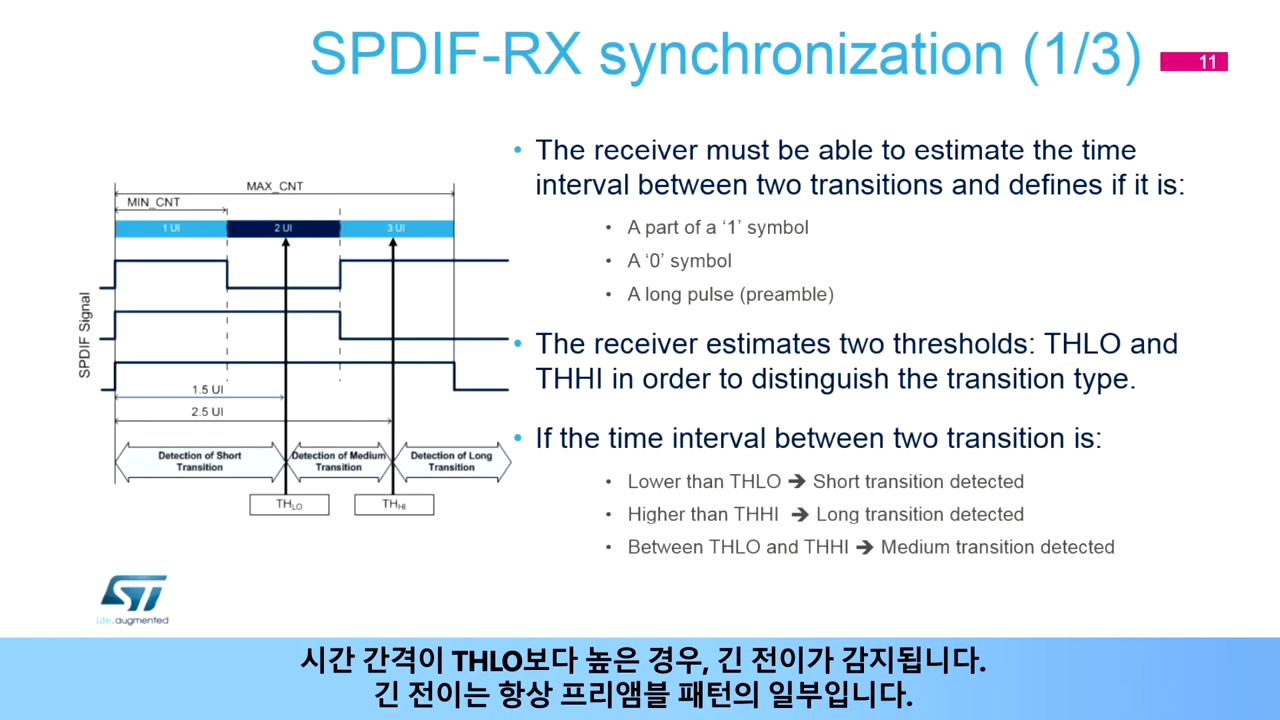 SPDIF-RX synchronization (1/3)
11
• The receiver must be able to estimate the time
interval between two transitions and defines if it is:
• A part of a ‘1’ symbol
• A ‘0’ symbol
• A long pulse (preamble)
• The receiver estimates two thresholds: THLO and
THHI in order to distinguish the transition type.
• If the time interval between two transition is:
• Lower than THLO ➔ Short transition detected
• Higher than THHI ➔ Long transition detected
• Between THLO and THHI ➔ Medium transition detected
MAX_CNT
MIN_CNT
1 UI 2 UI 3 UI
SPDIF Signal
1.5 UI
2.5 UI
Detection of Short
Transition
Detection of Medium
Transition
Detection of Long
Transition
THLO THHI
ST
life.augmented
시간 간격이 THLO보다 높은 경우, 긴 전이가 감지됩니다.
긴 전이는 항상 프리앰블 패턴의 일부입니다.